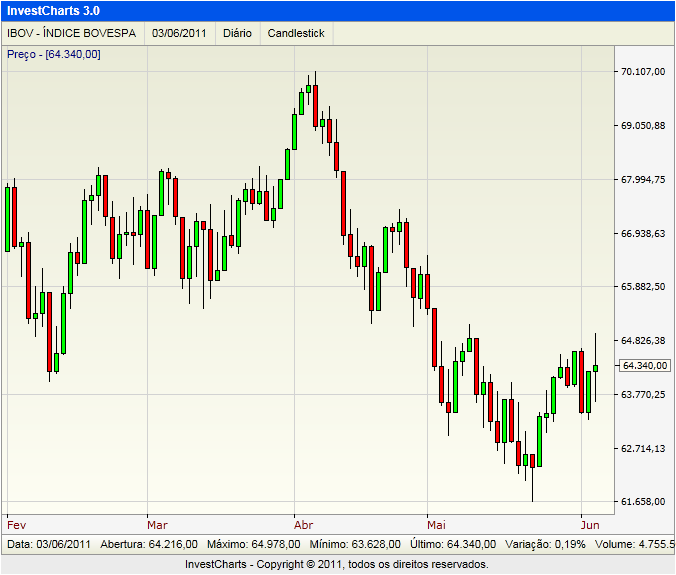 InvestCharts 3.0
IBOV - ÍNDICE BOVESPA 03/06/2011 Diário Candlestick
Preço - [64.340,00]
70.107,00
69.050,88
67.994,75
66.938,63
65.882,50
64.826,38
64.340,00
63.770,25
62.714,13
61.658,00
Fev Mar Abr Mai Jun
Data: 03/06/2011 Abertura: 64.216,00 Máximo: 64.978,00 Mínimo: 63.628,00 Último: 64.340,00 Variação: 0,19% Volume: 4.755.5
InvestCharts - Copyright © 2011, todos os direitos reservados.